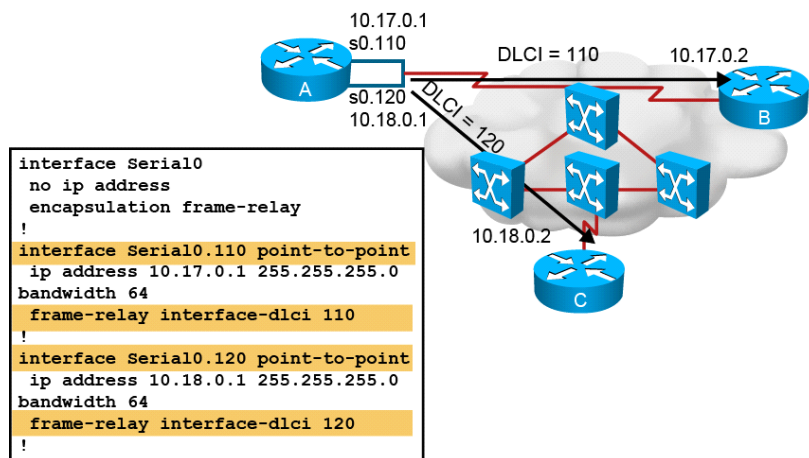 10.17.0.1
s0.110
DLCI = 110
10.17.0.2
A
s0.120
10.18.0.1
DLCI = 120
B
10.18.0.2
C
interface Serial0
no ip address
encapsulation frame-relay
!
interface Serial0.110 point-to-point
ip address 10.17.0.1 255.255.255.0
bandwidth 64
frame-relay interface-dlci 110
!
interface Serial0.120 point-to-point
ip address 10.18.0.1 255.255.255.0
bandwidth 64
frame-relay interface-dlci 120
!